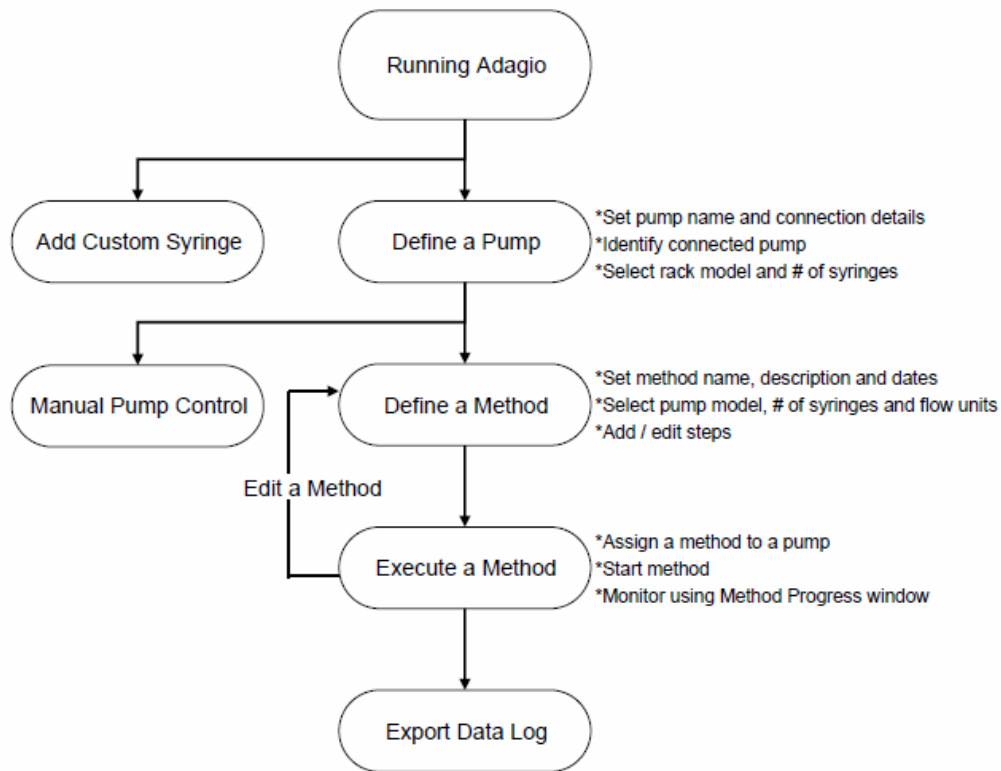 Running Adagio
Add Custom Syringe
Define a Pump
*Set pump name and connection details
*Identify connected pump
*Select rack model and # of syringes
Manual Pump Control
Define a Method
*Set method name, description and dates
*Select pump model, # of syringes and flow units
*Add / edit steps
Edit a Method
Execute a Method
*Assign a method to a pump
*Start method
*Monitor using Method Progress window
Export Data Log